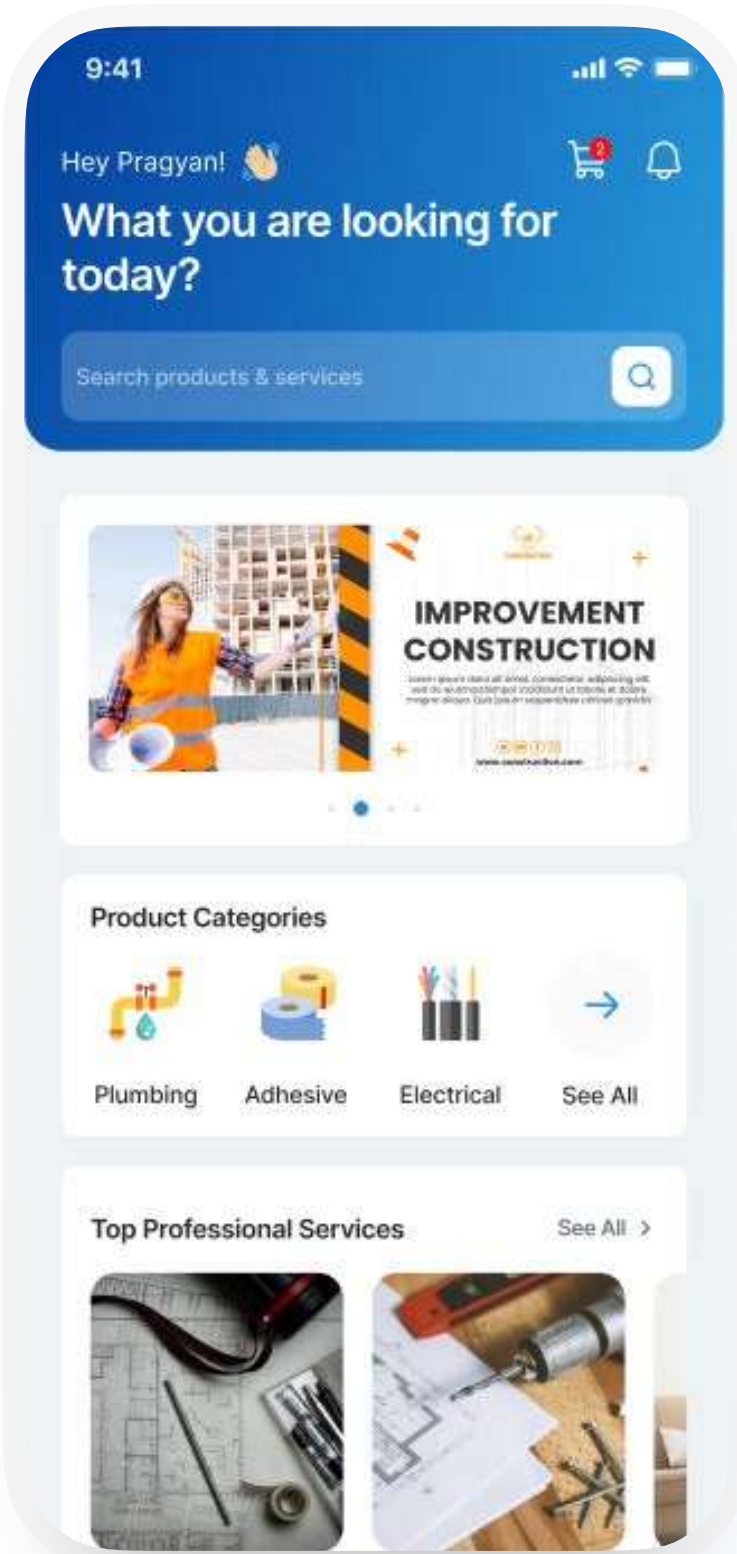 9:41
Hey Pragyan!
2
What you are looking for
today?
Search products & services
IMPROVEMENT
CONSTRUCTION
Product Categories
Plumbing
Adhesive
Electrical
See All
Top Professional Services
See All